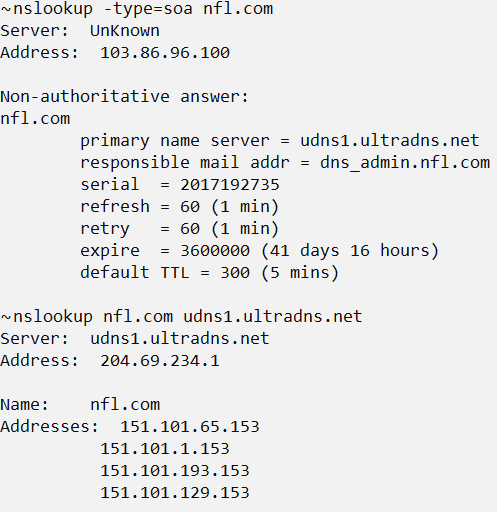 ~nslookup -type=soa nfl.com
Server:  UnKnown
Address:  103.86.96.100

Non-authoritative answer:
nfl.com
        primary name server = udns1.ultradns.net
        responsible mail addr = dns_admin.nfl.com
        serial  = 2017192735
        refresh = 60 (1 min)
        retry   = 60 (1 min)
        expire  = 3600000 (41 days 16 hours)
        default TTL = 300 (5 mins)

~nslookup nfl.com udns1.ultradns.net
Server:  udns1.ultradns.net
Address:  204.69.234.1

Name:    nfl.com
Addresses:  151.101.65.153
          151.101.1.153
          151.101.193.153
          151.101.129.153